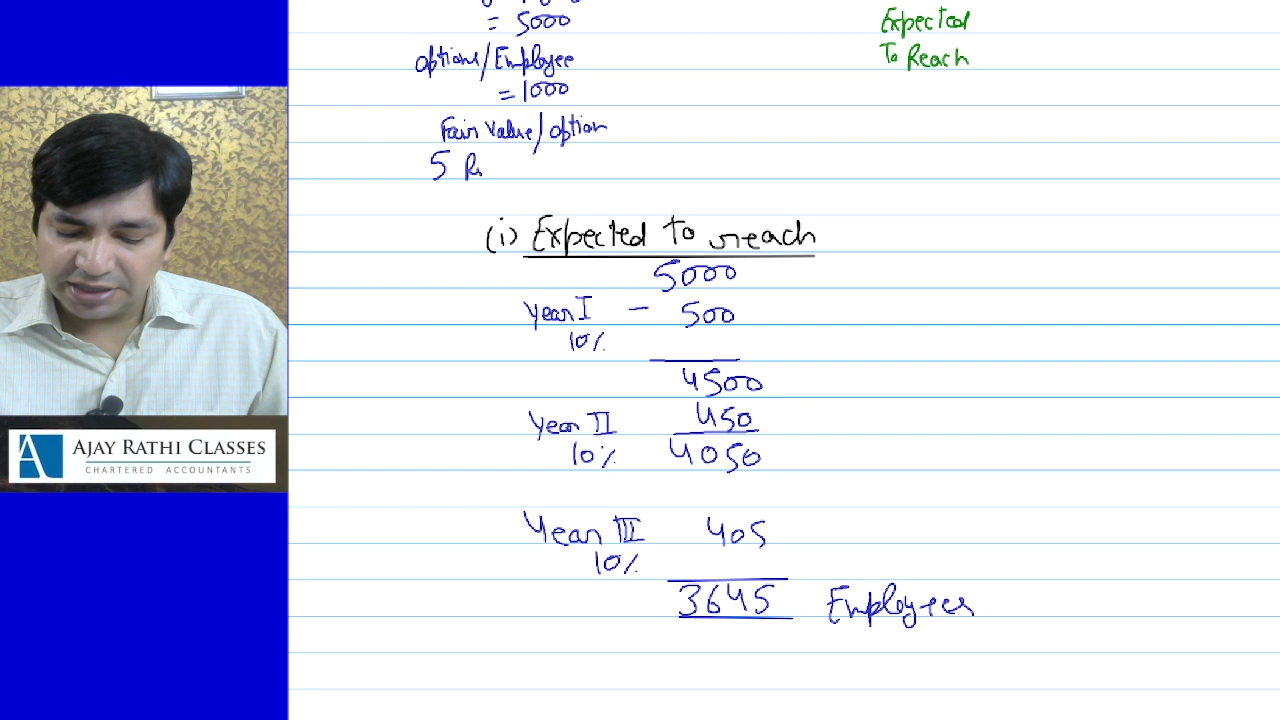 = 5000
options/Employee
= 1000
Fair value/option
5 Rs
Expected
To Reach
(i) Expected to reach
5000
Year I - 500
10%
4500
Year II 450
10% 4050
Year III 405
10%
3645 Employees
AJAY RATHI CLASSES
CHARTERED ACCOUNTANTS